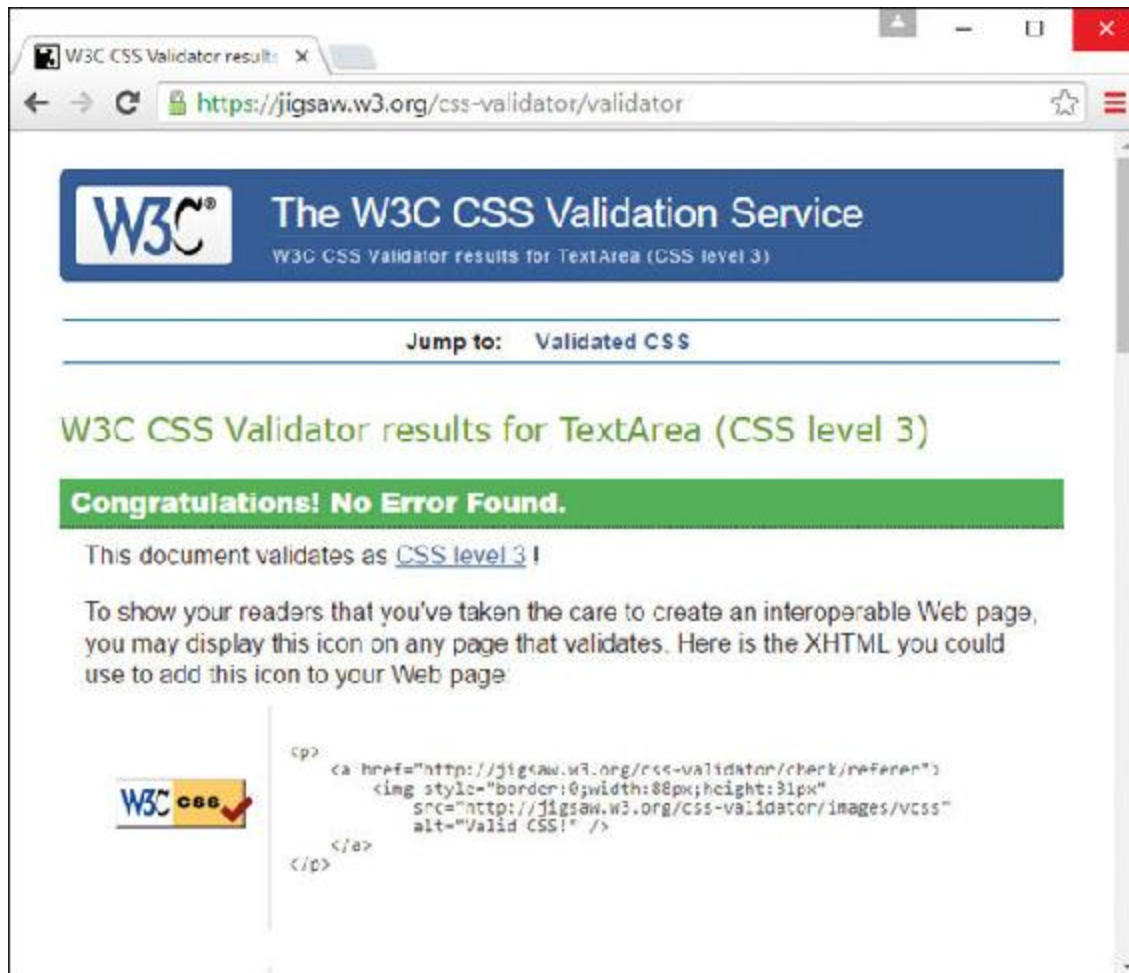 W3C CSS Validator results
https://jigsaw.w3.org/css-validator/validator
W3C®
The W3C CSS Validation Service
W3C CSS Validator results for TextArea (CSS level 3)
Jump to: Validated CSS
W3C CSS Validator results for TextArea (CSS level 3)
Congratulations! No Error Found.
This document validates as CSS level 3 !
To show your readers that you've taken the care to create an interoperable Web page,
you may display this icon on any page that validates. Here is the XHTML you could
use to add this icon to your Web page:
W3C css
<p>
<a href="http://jigsaw.w3.org/css-validator/check/referer">
<img style="border:0;width:88px;height:31px"
src="http://jigsaw.w3.org/css-validator/images/vcss"
alt="Valid CSS!" />
</a>
</p>